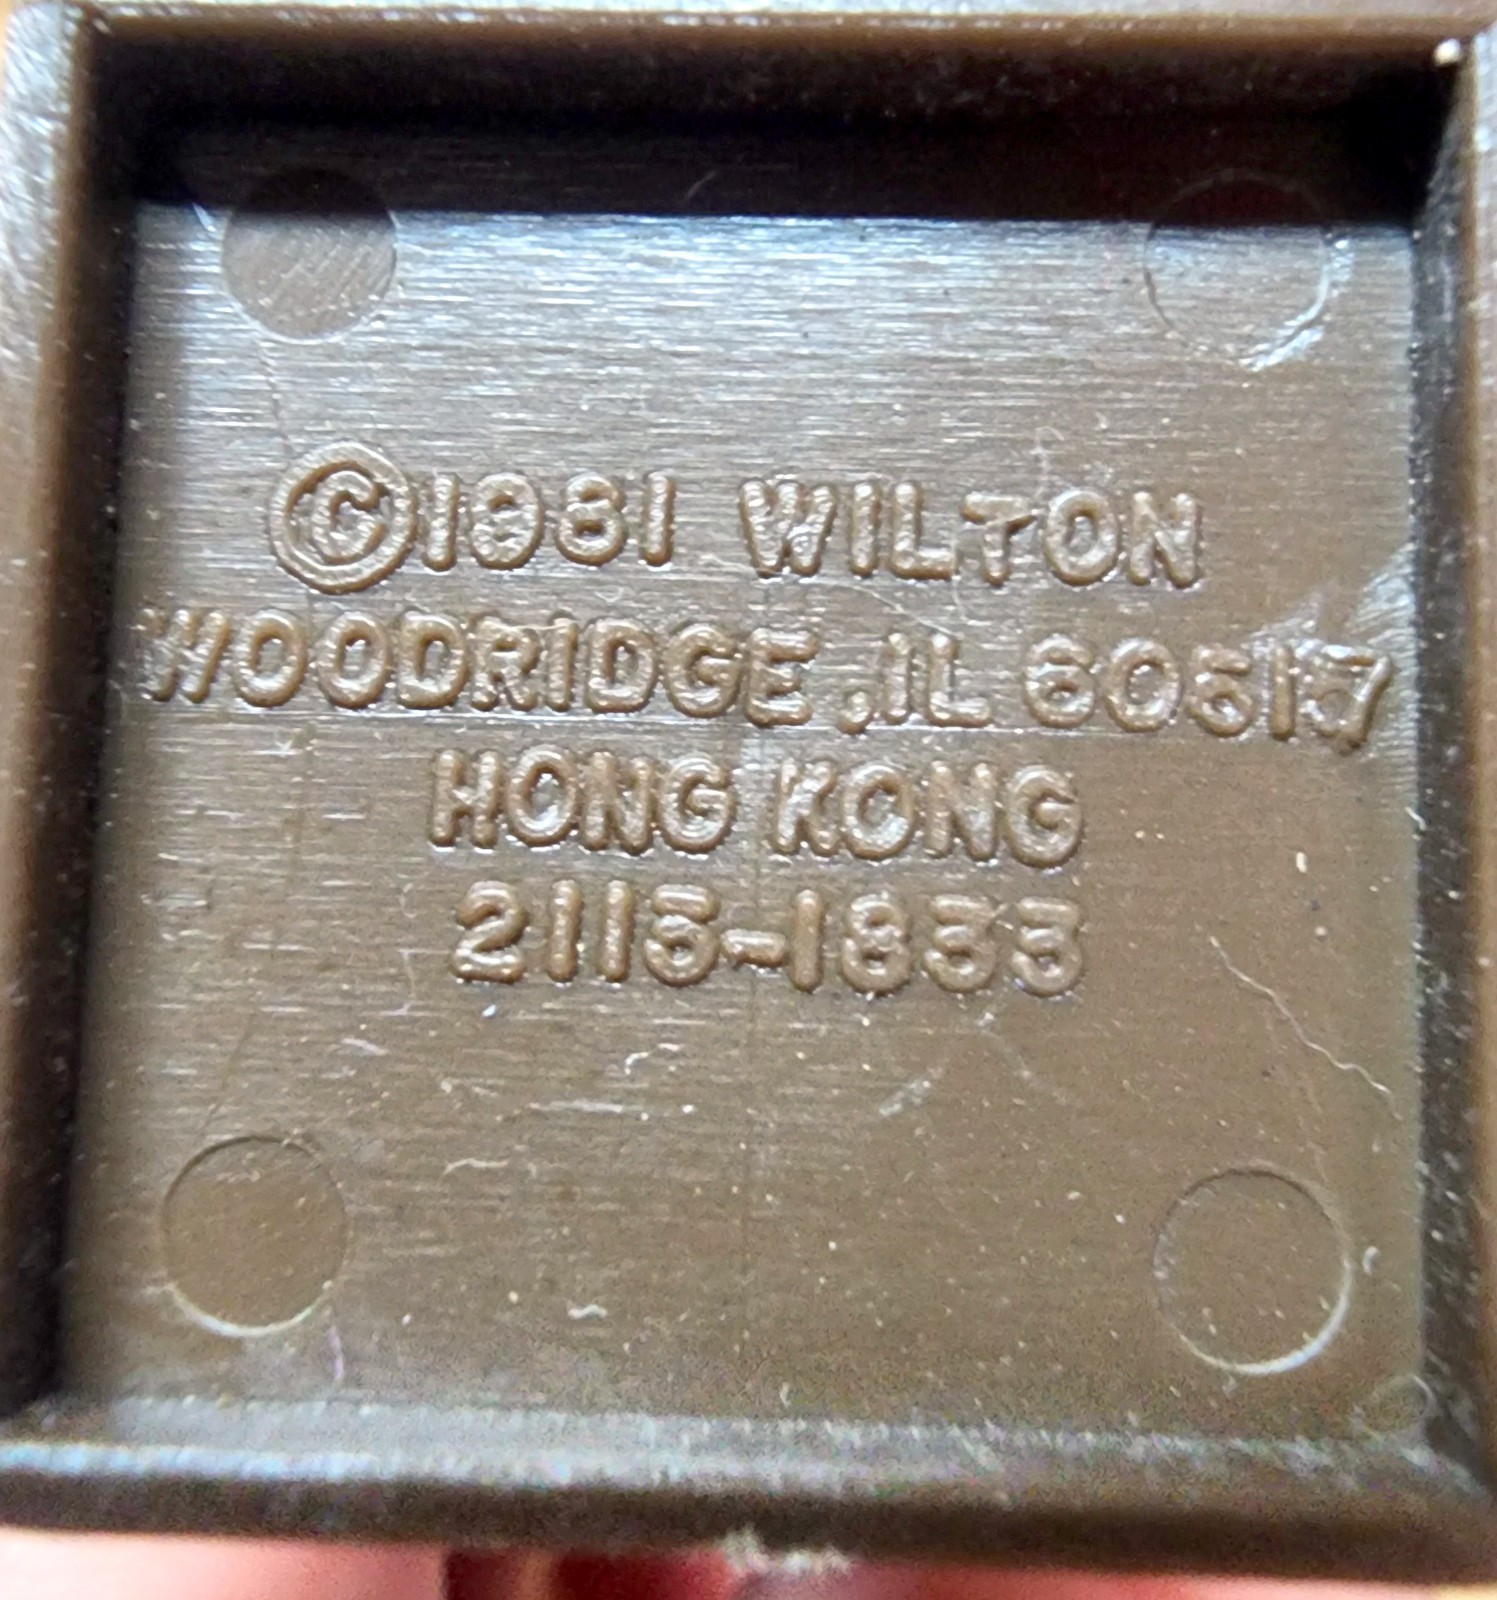 ©1981 WILTON
WOODRIDGE, IL 60517
HONG KONG
2113-1833